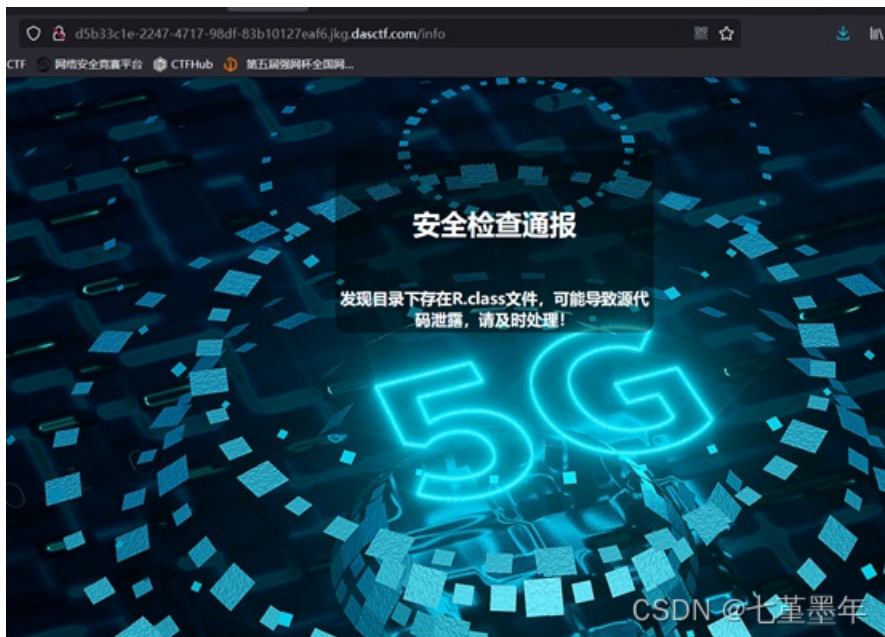 d5b33c1e-2247-4717-98df-83b10127eaf6.jkg.dasctf.com/info
CTF 网络安全竞赛平台 CTFHub 第五届强网杯全国网...
安全检查通报
发现目录下存在R.class文件，可能导致源代
码泄露，请及时处理！
5G
CSDN @七堇墨年